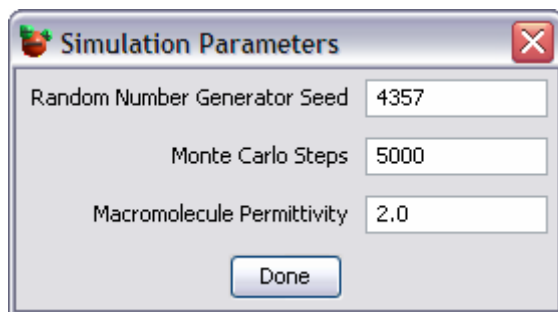 Simulation Parameters
Random Number Generator Seed 4357
Monte Carlo Steps 5000
Macromolecule Permittivity 2.0
Done